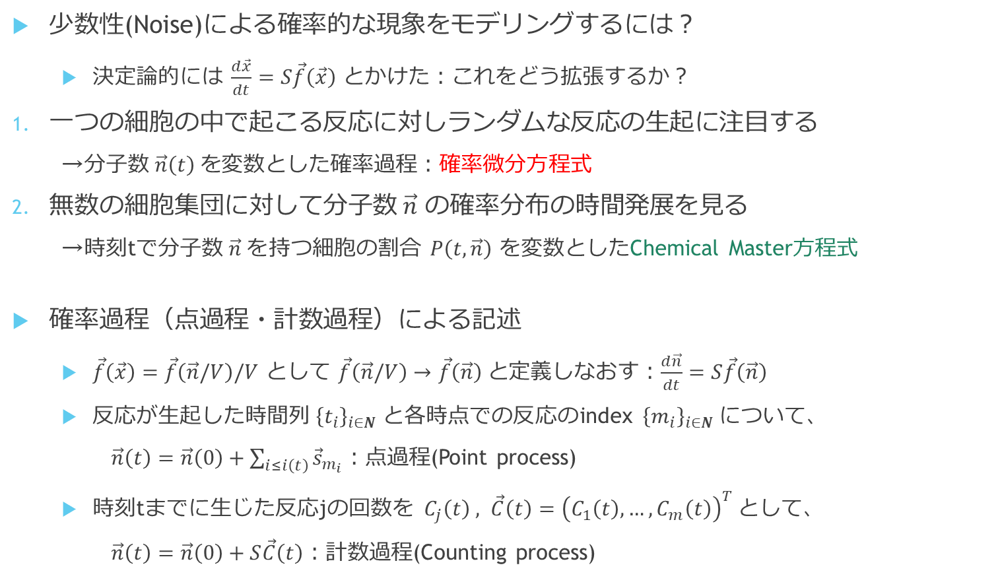 ▶ 少数性(Noise)による確率的な現象をモデリングするには？
▶ 決定論的には $\frac{d\vec{x}}{dt} = S\vec{f}(\vec{x})$ とかけた：これをどう拡張するか？
1. 一つの細胞の中で起こる反応に対しランダムな反応の生起に注目する
→分子数 $\vec{n}(t)$ を変数とした確率過程：確率微分方程式
2. 無数の細胞集団に対して分子数 $\vec{n}$ の確率分布の時間発展を見る
→時刻tで分子数 $\vec{n}$ を持つ細胞の割合 $P(t, \vec{n})$ を変数としたChemical Master方程式
▶ 確率過程（点過程・計数過程）による記述
▶ $\vec{f}(\vec{x}) = \vec{f}(\vec{n}/V)/V$ として $\vec{f}(\vec{n}/V) \to \vec{f}(\vec{n})$ と定義しなおす：$\frac{d\vec{n}}{dt} = S\vec{f}(\vec{n})$
▶ 反応が生起した時間列 $\{t_i\}_{i \in \boldsymbol{N}}$ と各時点での反応のindex $\{m_i\}_{i \in \boldsymbol{N}}$ について、
$\vec{n}(t) = \vec{n}(0) + \sum_{i \leq i(t)} \vec{s}_{m_i}$：点過程(Point process)
▶ 時刻tまでに生じた反応jの回数を $C_j(t)$ , $\vec{C}(t) = (C_1(t), \ldots, C_m(t))^T$ として、
$\vec{n}(t) = \vec{n}(0) + S\vec{C}(t)$：計数過程(Counting process)